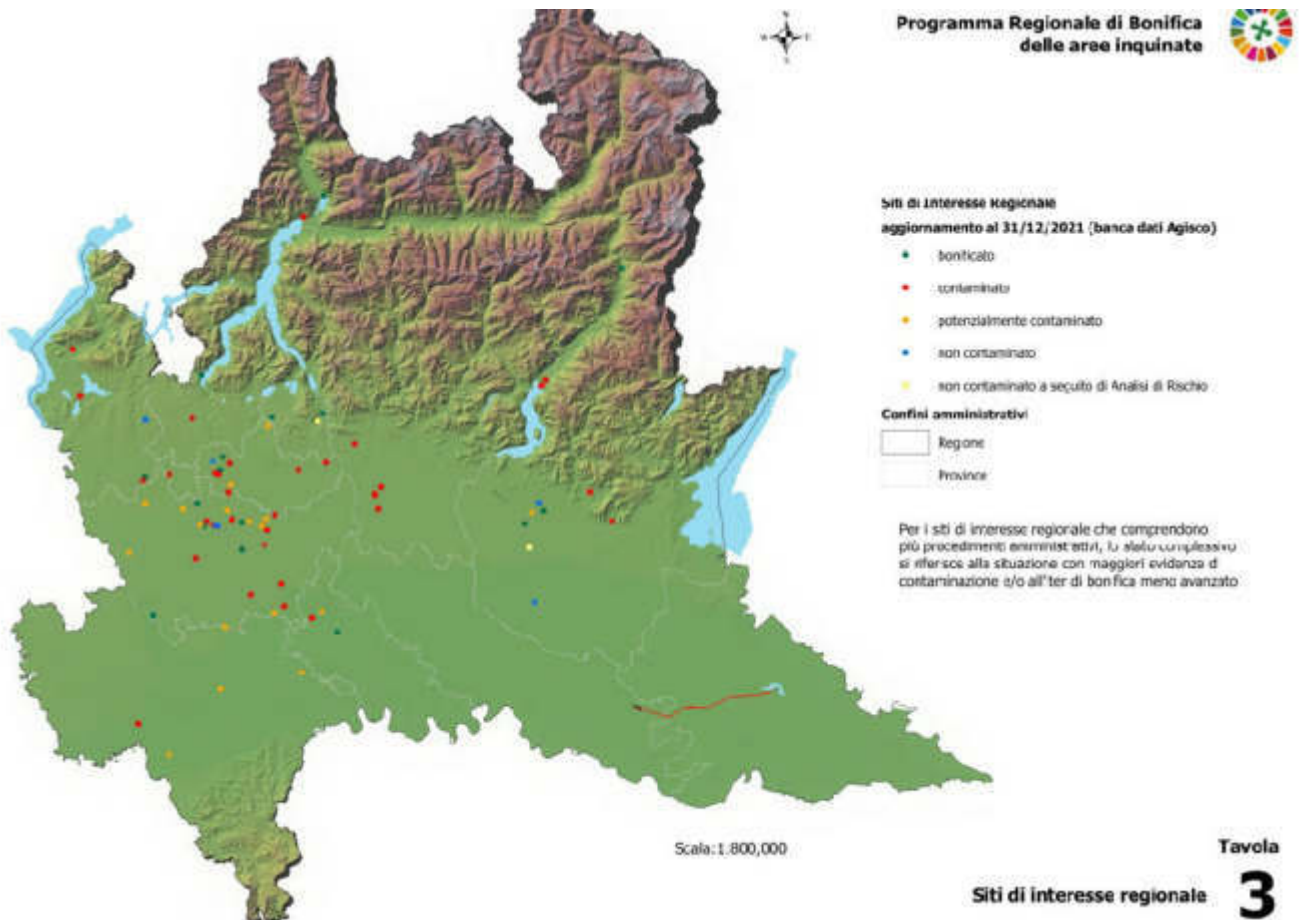 Programma Regionale di Bonifica
delle aree inquinate
N
W E
S
Siti di Interesse Regionale
aggiornamento al 31/12/2021 (banca dati Agisco)
bonificato
contaminato
potenzialmente contaminato
non contaminato
non contaminato a seguito di Analisi di Rischio
Confini amministrativi
Regione
Province
Per i siti di interesse regionale che comprendono
più procedimenti amministrativi, lo stato complessivo
si riferisce alla situazione con maggiori evidenze di
contaminazione e/o all'iter di bonifica meno avanzato
Scala:1.800,000
Tavola
Siti di interesse regionale 3